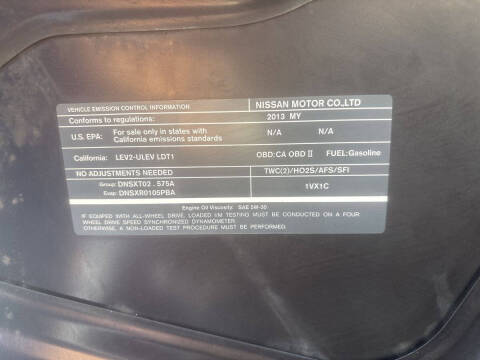 VEHICLE EMISSION CONTROL INFORMATION NISSAN MOTOR CO.,LTD
Conforms to regulations: 2013 MY
U.S. EPA: For sale only in states with California emissions standards N/A N/A
California: LEV2-ULEV LDT1 OBD:CA OBD II FUEL:Gasoline
NO ADJUSTMENTS NEEDED TWC(2)/HO2S/AFS/SFI
Group: DNSXT02.575A 1VX1C
Evap: DNSXR0105PBA
Engine Oil Viscosity: SAE 5W-30
IF EQUIPED WITH ALL-WHEEL DRIVE, LOADED I/M TESTING MUST BE CONDUCTED ON A FOUR
WHEEL DRIVE SPEED SYNCHRONIZED DYNAMOMETER.
OTHERWISE, A NON-LOADED TEST PROCEDURE MUST BE PERFORMED.